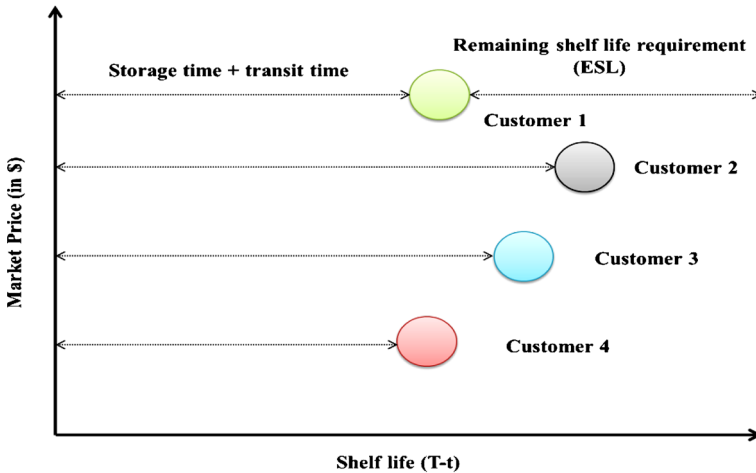 Remaining shelf life requirement
(ESL)
Storage time + transit time
Customer 1
Customer 2
Customer 3
Customer 4
Market Price (in $)
Shelf life (T-t)